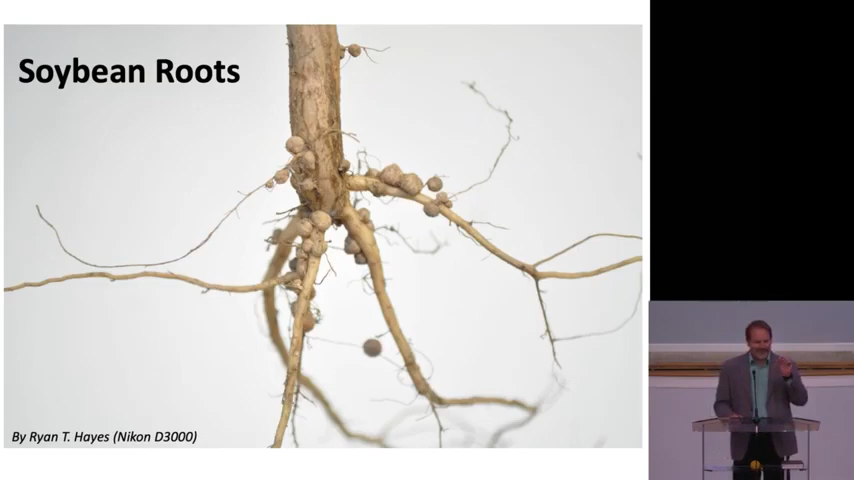 Soybean Roots
By Ryan T. Hayes (Nikon D3000)